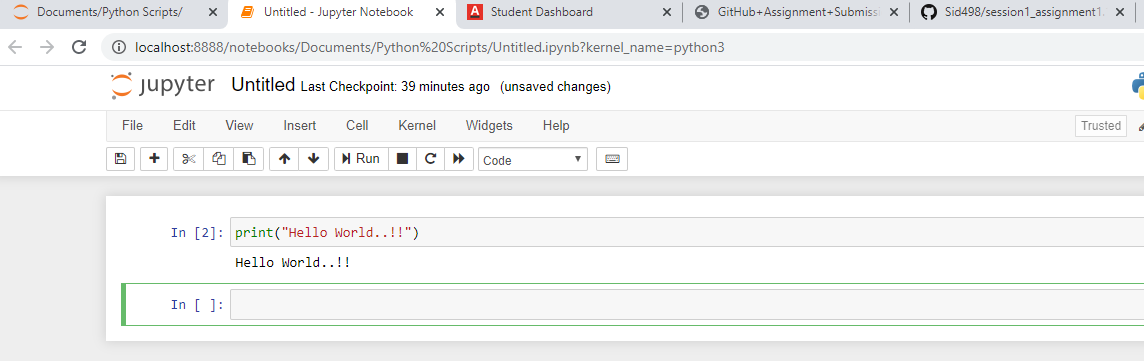 Documents/Python Scripts/
Untitled - Jupyter Notebook
Student Dashboard
GitHub+Assignment+Submiss
Sid498/session1_assignment1
localhost:8888/notebooks/Documents/Python%20Scripts/Untitled.ipynb?kernel_name=python3
jupyter Untitled Last Checkpoint: 39 minutes ago (unsaved changes)
File Edit View Insert Cell Kernel Widgets Help Trusted
Run Code
In [2]: print("Hello World..!!")
Hello World..!!
In [ ]: